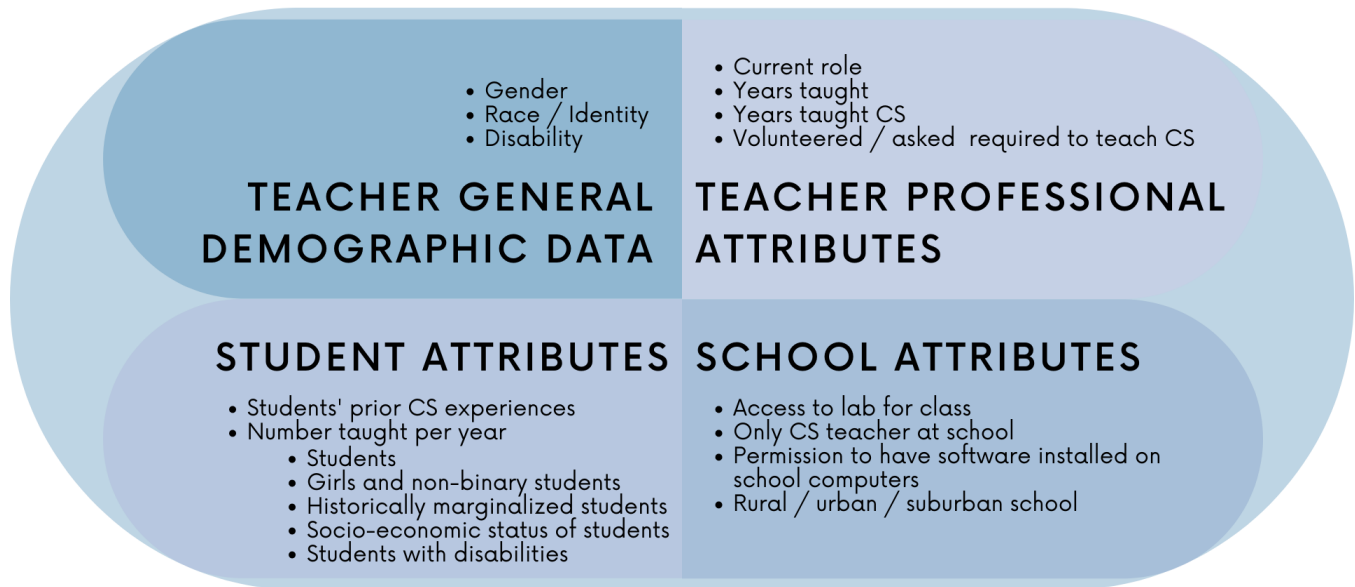 • Gender
• Race / Identity
• Disability
TEACHER GENERAL
DEMOGRAPHIC DATA
• Current role
• Years taught
• Years taught CS
• Volunteered / asked  required to teach CS
TEACHER PROFESSIONAL
ATTRIBUTES
STUDENT ATTRIBUTES
• Students' prior CS experiences
• Number taught per year
• Students
• Girls and non-binary students
• Historically marginalized students
• Socio-economic status of students
• Students with disabilities
SCHOOL ATTRIBUTES
• Access to lab for class
• Only CS teacher at school
• Permission to have software installed on
school computers
• Rural / urban / suburban school